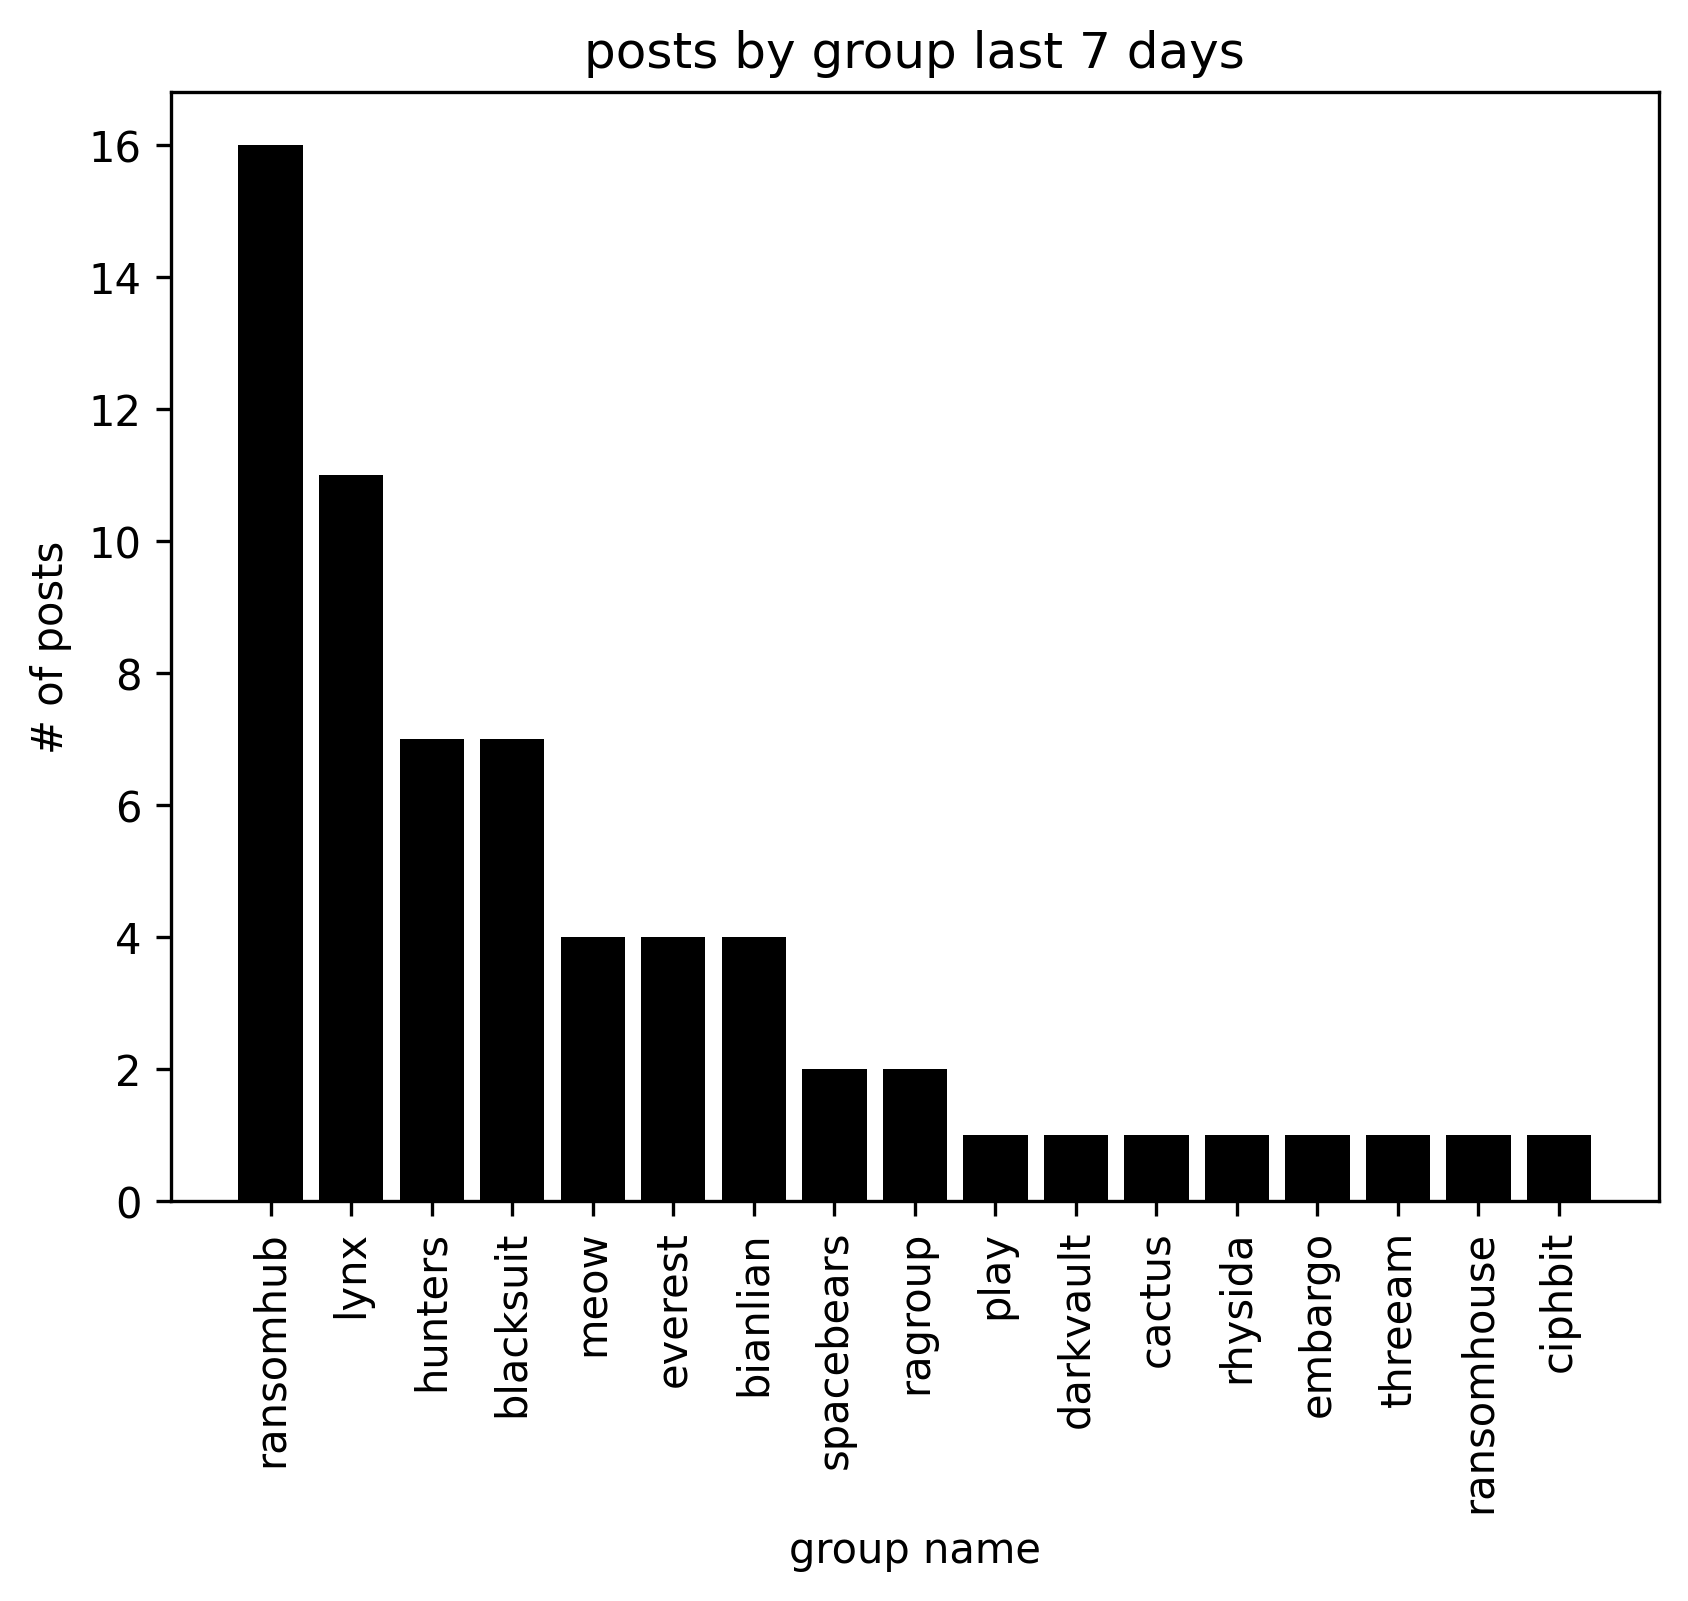 posts by group last 7 days
# of posts
16
14
12
10
8
6
4
2
0
ransomhub
lynx
hunters
blacksuit
meow
everest
bianlian
spacebears
ragroup
play
darkvault
cactus
rhysida
embargo
threeam
ransomhouse
ciphbit
group name